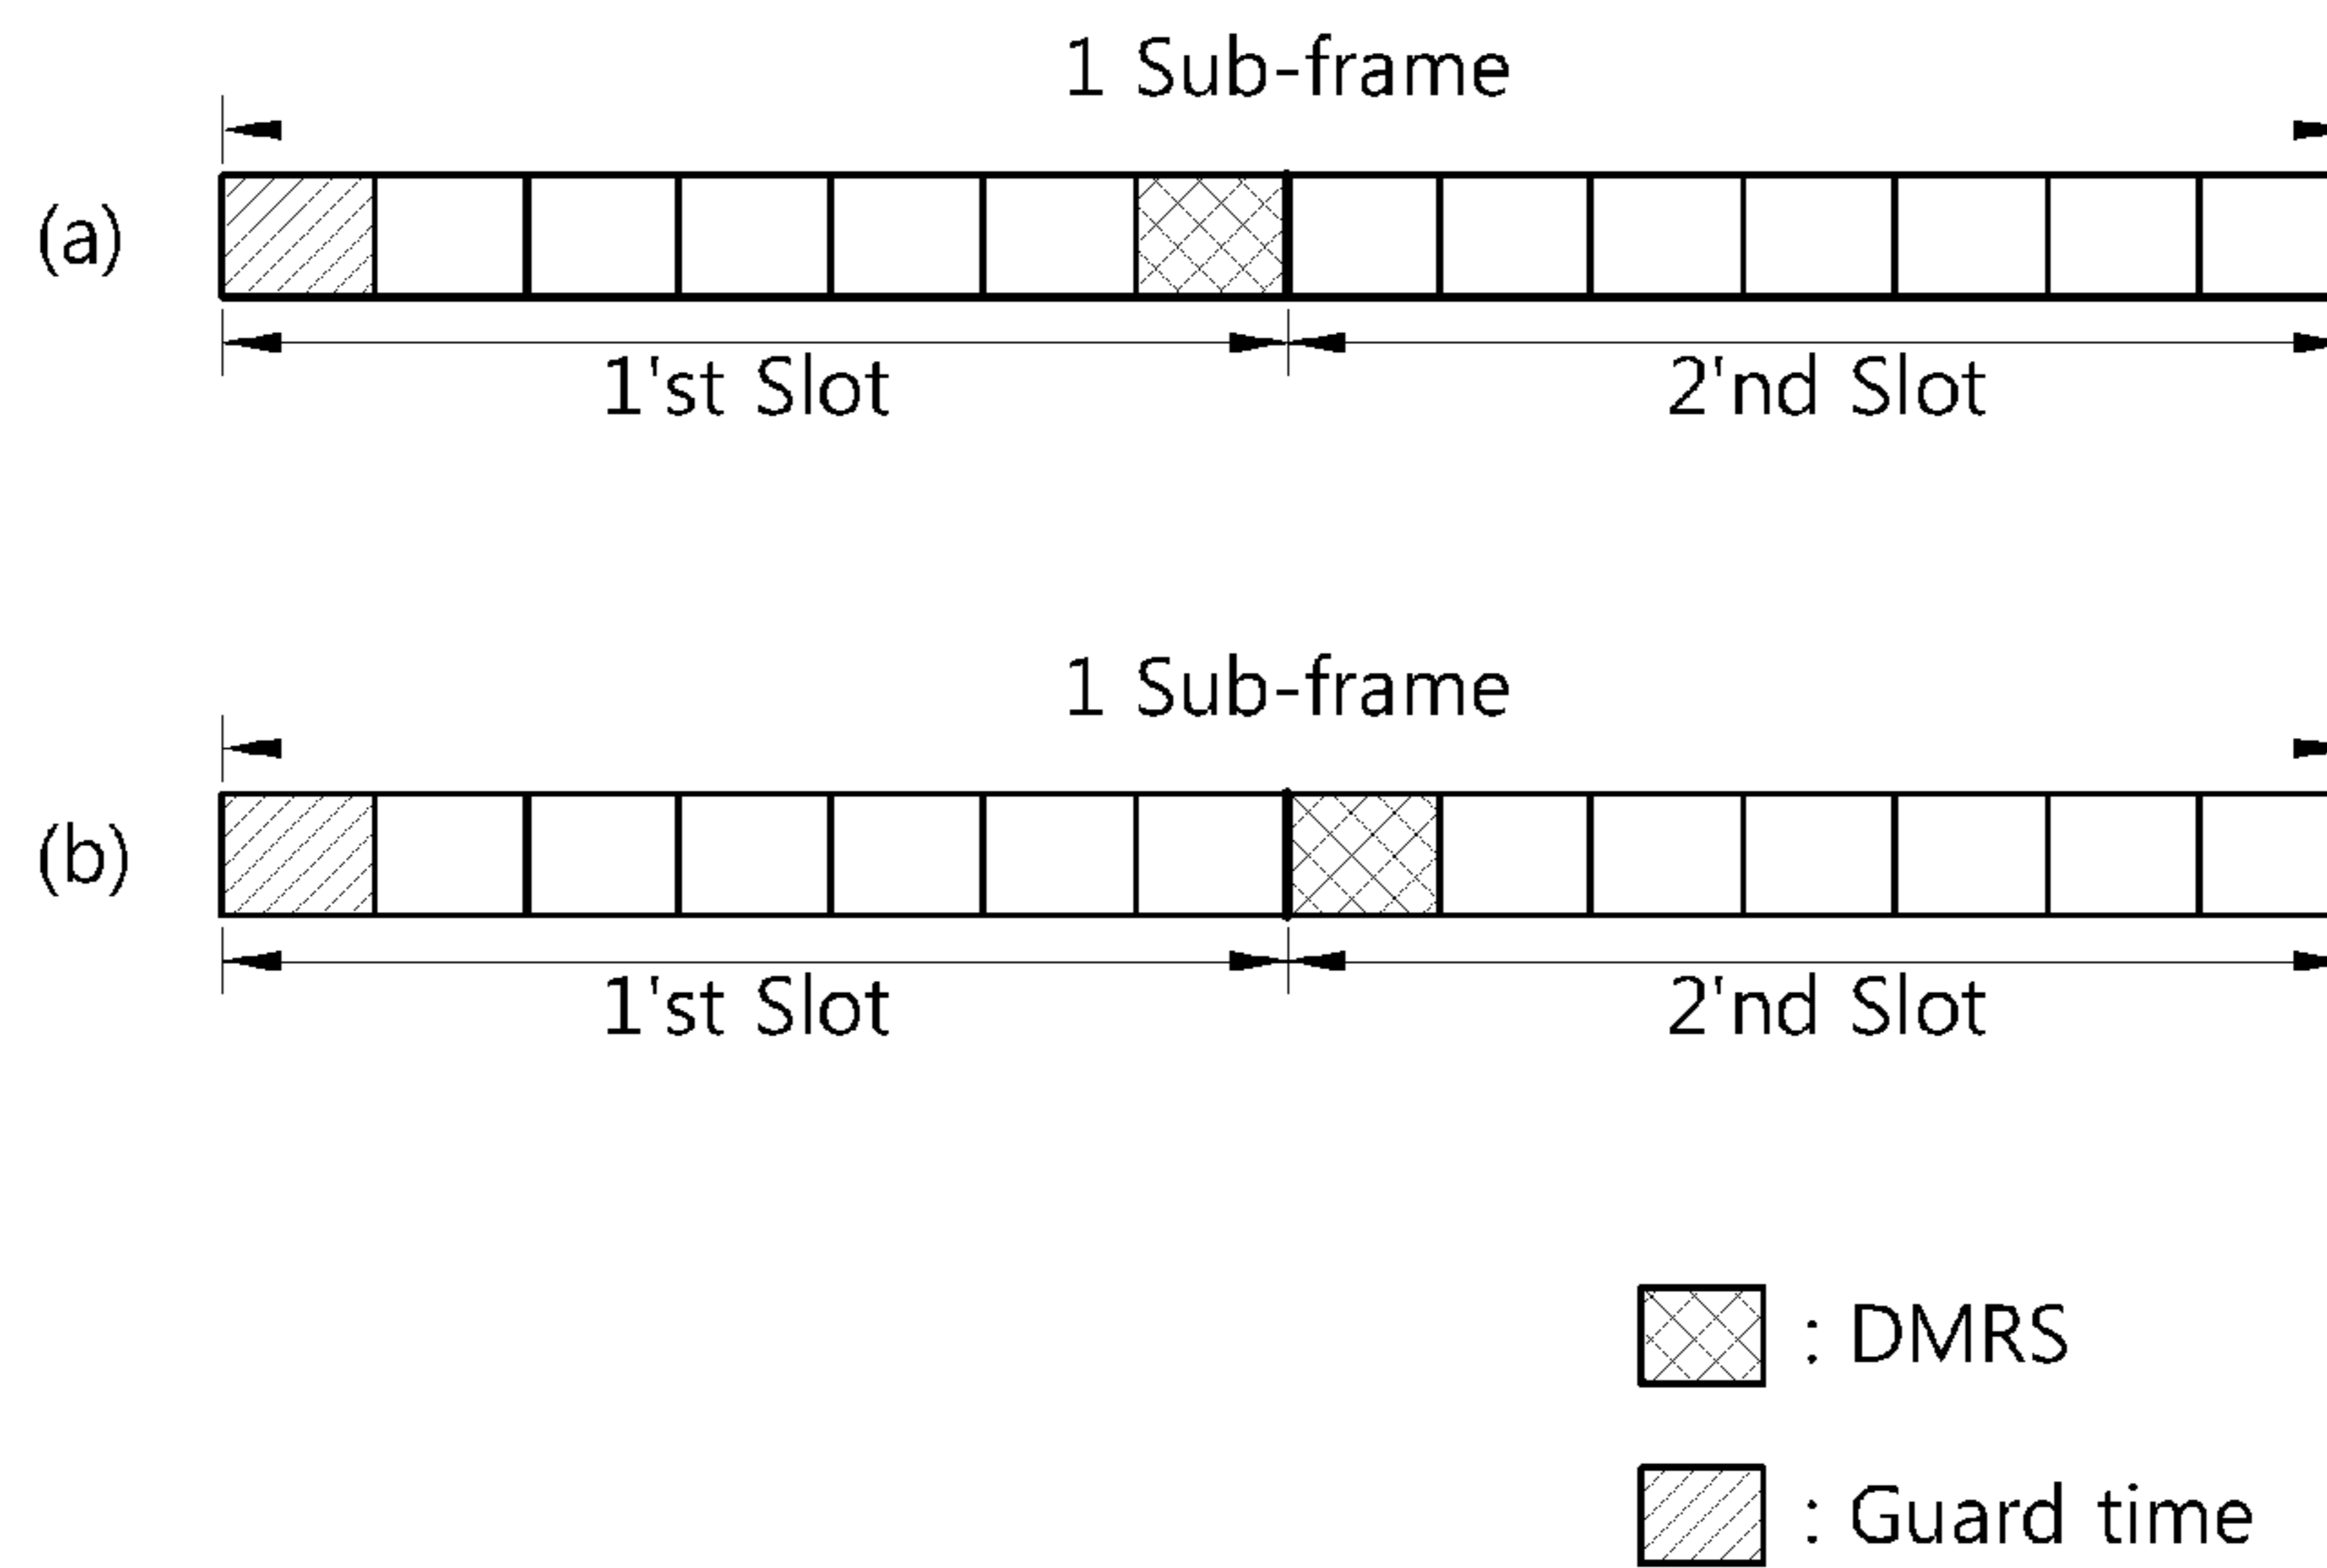 1 Sub-frame
(a)
1'st Slot 2'nd Slot
1 Sub-frame
(b)
1'st Slot 2'nd Slot
: DMRS
: Guard time